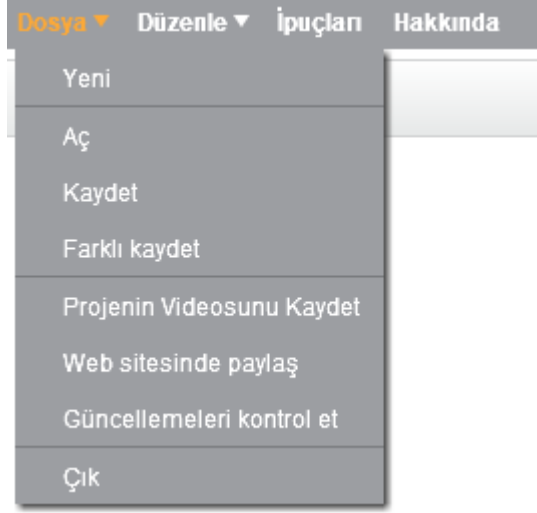 Dosya ▼ Düzenle ▼ İpuçları Hakkında
Yeni
Aç
Kaydet
Farklı kaydet
Projenin Videosunu Kaydet
Web sitesinde paylaş
Güncellemeleri kontrol et
Çık